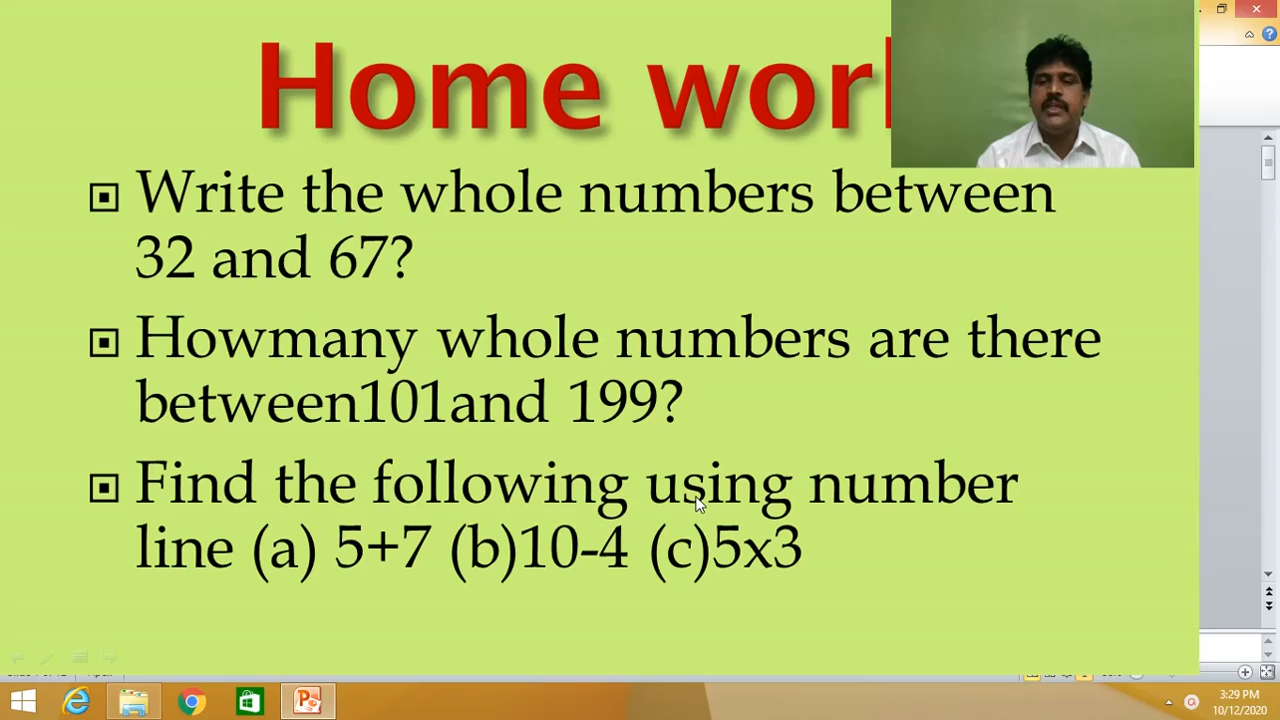 Home wor
Write the whole numbers between
32 and 67?
Howmany whole numbers are there
between101and 199?
Find the following using number
line (a) 5+7 (b)10-4 (c)5x3
3:29 PM
10/12/2020